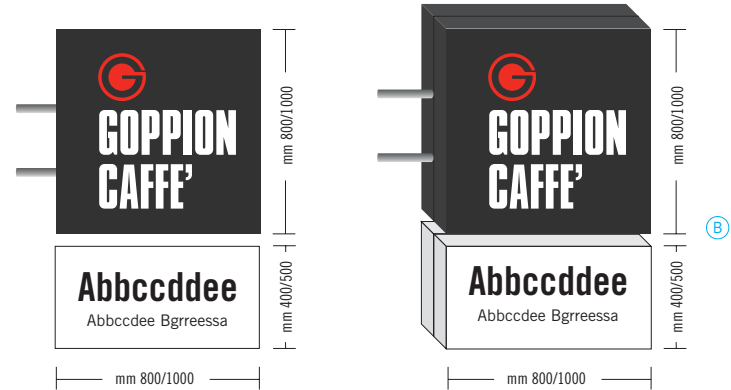 GOPPION
CAFFE'
mm 800/1000
Abbccddee
Abbccdee Bgrreessa
mm 400/500
mm 800/1000
GOPPION
CAFFE'
mm 800/1000
B
Abbccddee
Abbccdee Bgrreessa
mm 400/500
mm 800/1000